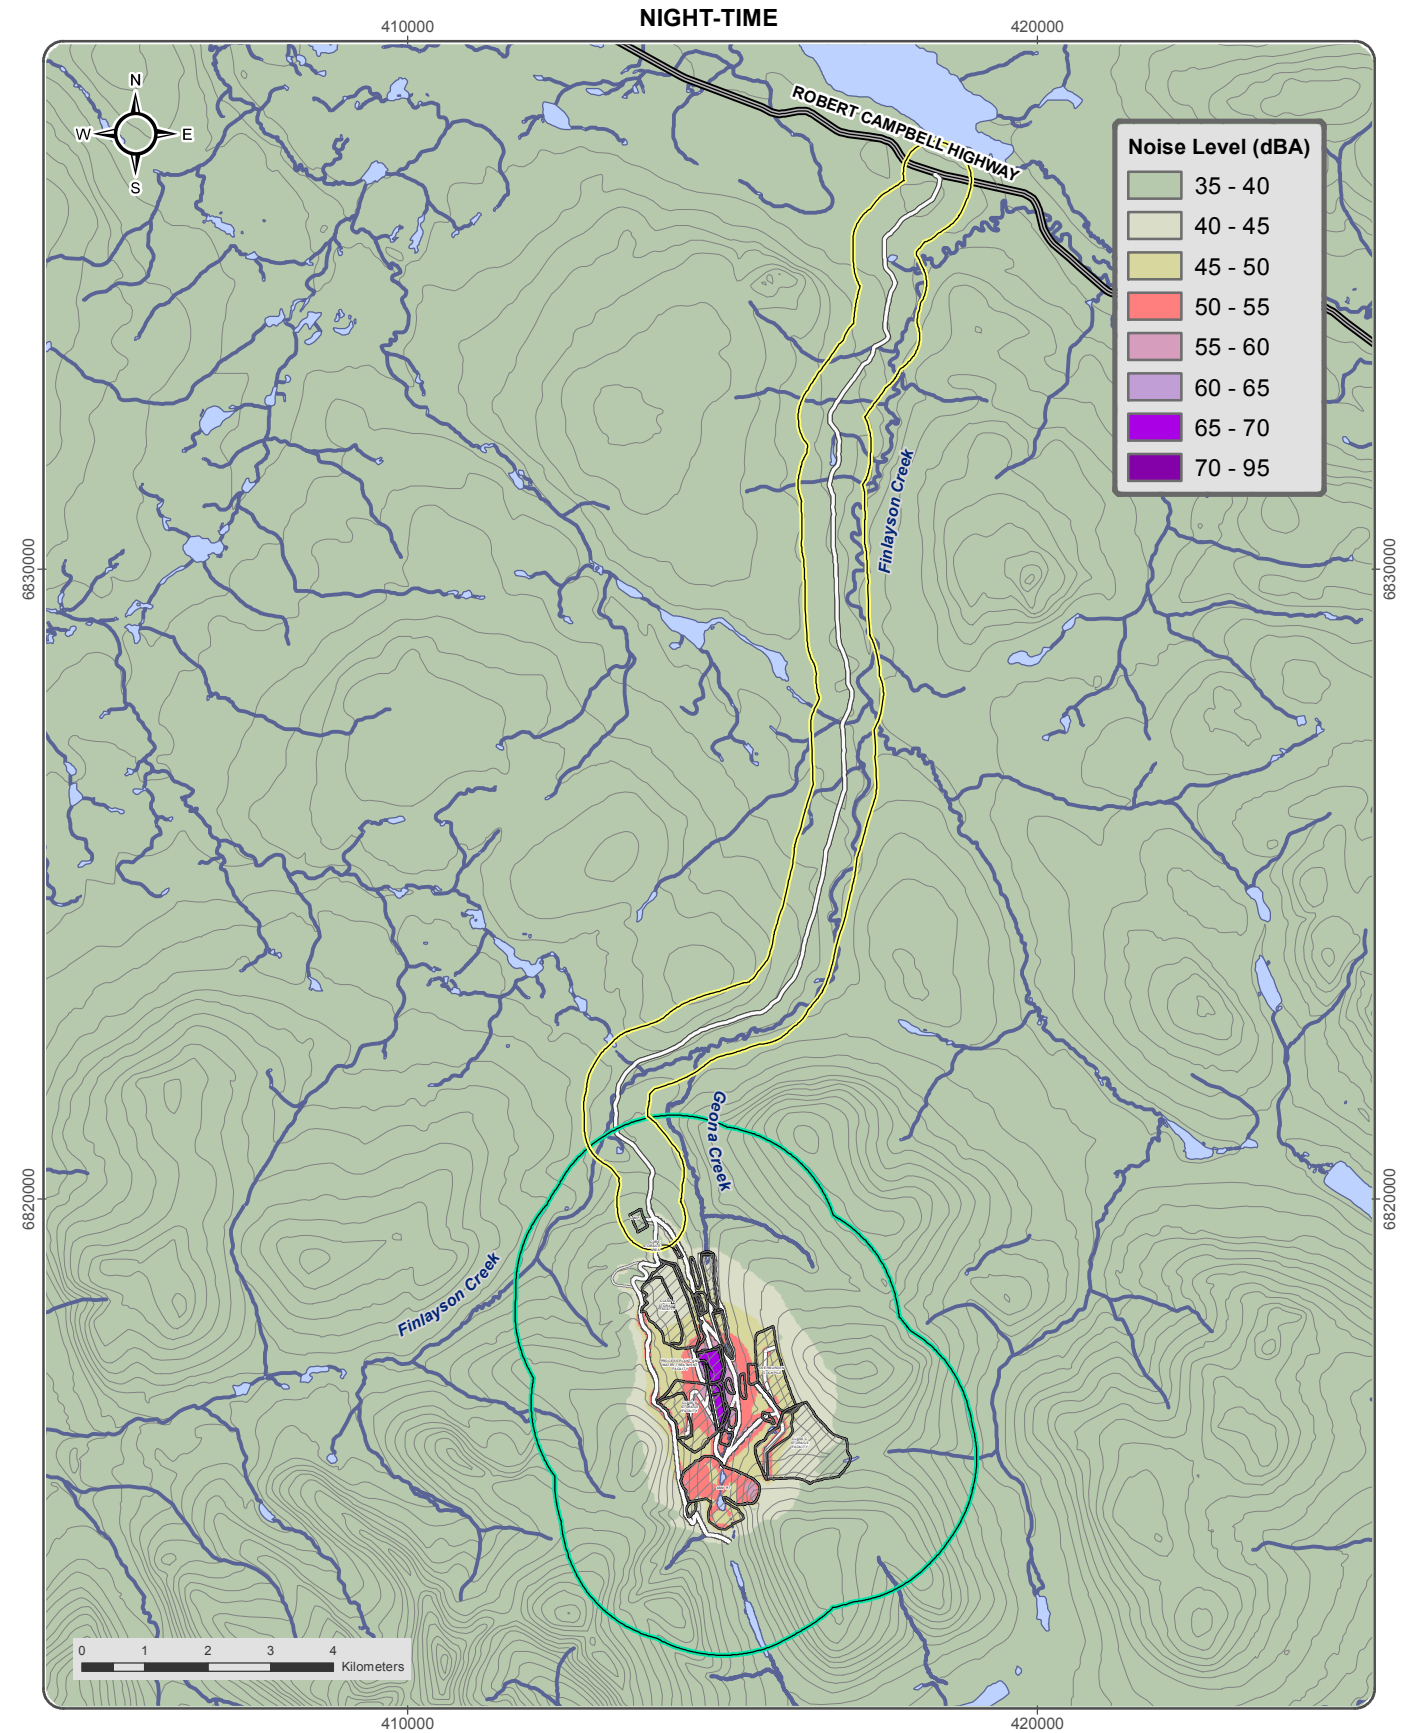 NIGHT-TIME
410000
420000
N
W
E
S
ROBERT CAMPBELL HIGHWAY
Noise Level (dBA)
35 - 40
40 - 45
45 - 50
50 - 55
55 - 60
60 - 65
65 - 70
70 - 95
Finlayson Creek
6830000
6830000
Geona Creek
6820000
6820000
Finlayson Creek
0 1 2 3 4
Kilometers
410000
420000